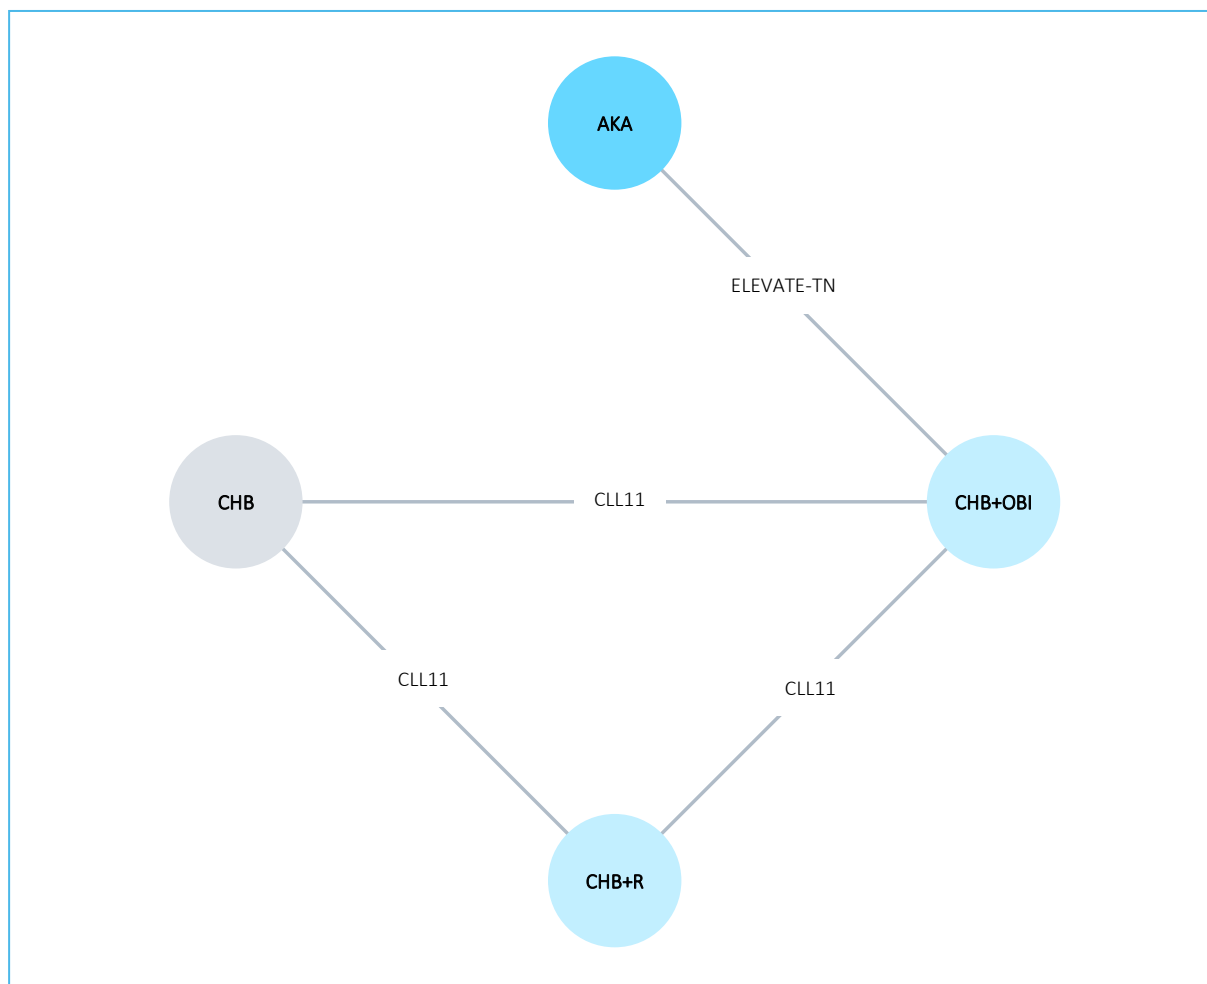 AKA
ELEVATE-TN
CHB
CLL11
CHB+OBI
CLL11
CLL11
CHB+R